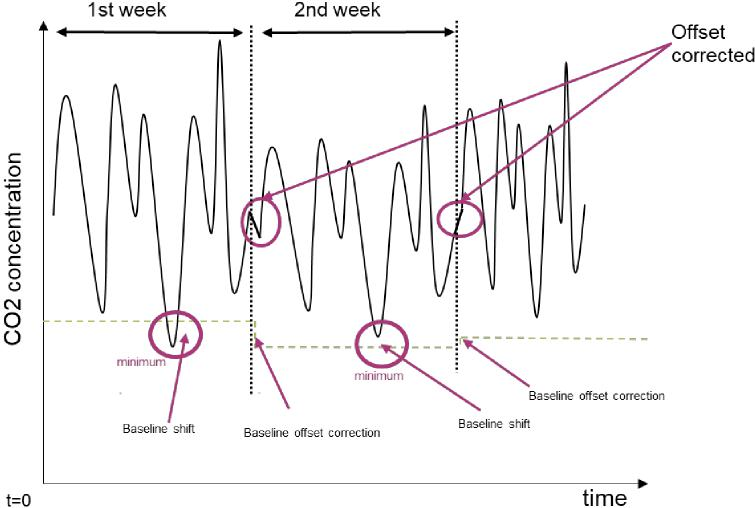 1st week
2nd week
Offset
corrected
CO2 concentration
minimum
minimum
Baseline offset correction
Baseline shift
Baseline offset correction
Baseline shift
t=0
time